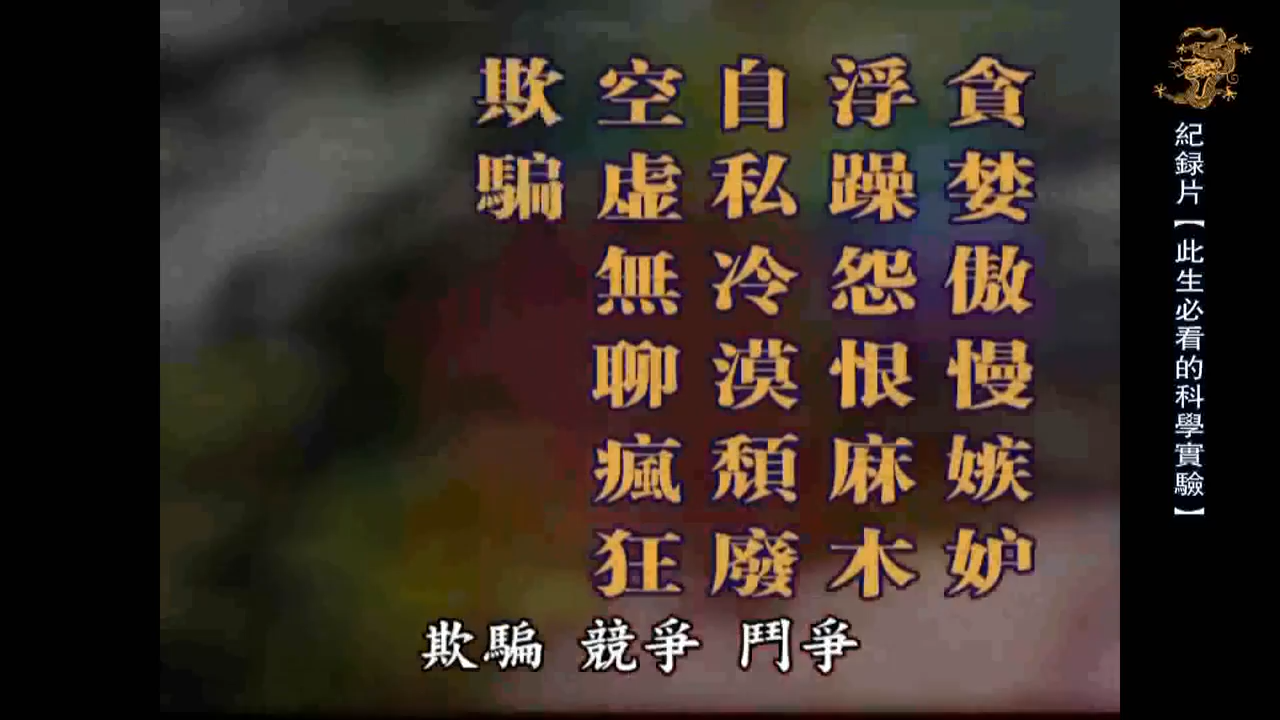 貪婪傲慢嫉妒
浮躁怨恨麻木
自私冷漠頹廢
空虛無聊瘋狂
欺騙
欺騙 競爭 鬥爭
紀録片【此生必看的科學實驗】